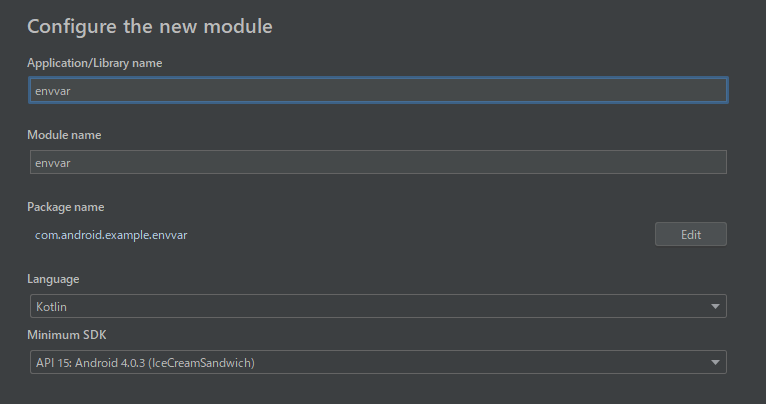 Configure the new module
Application/Library name
envvar
Module name
envvar
Package name
com.android.example.envvar
Edit
Language
Kotlin
Minimum SDK
API 15: Android 4.0.3 (IceCreamSandwich)